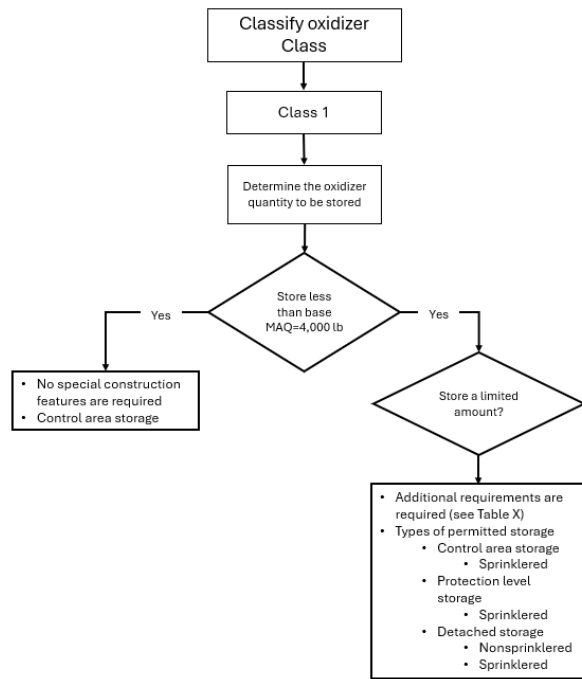 Classify oxidizer
Class
Class 1
Determine the oxidizer
quantity to be stored
Store less
than base
MAQ=4,000 lb
Yes
Yes
• No special construction
features are required
• Control area storage
Store a limited
amount?
• Additional requirements are
required (see Table X)
• Types of permitted storage
• Control area storage
• Sprinklered
• Protection level
storage
• Sprinklered
• Detached storage
• Nonsprinklered
• Sprinklered